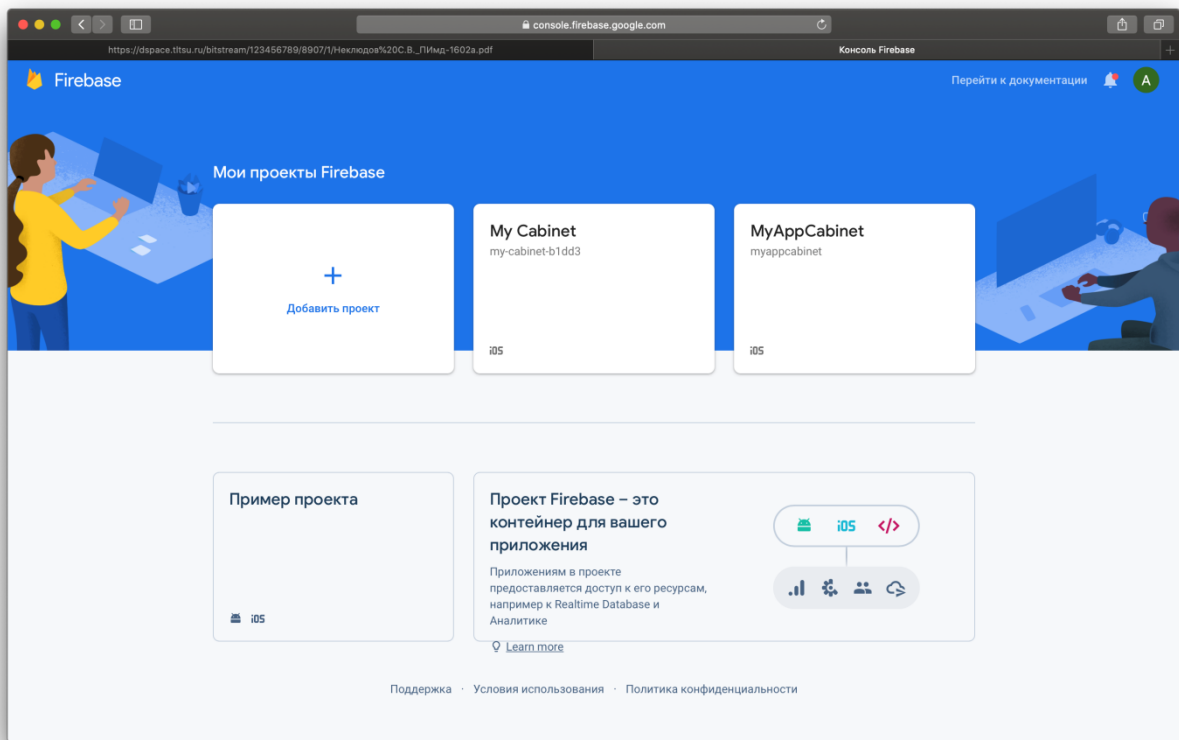 console.firebase.google.com
https://dspace.tltsu.ru/bitstream/123456789/8907/1/Неклюдов%20С.В._ПИмд-1602а.pdf
Консоль Firebase
Firebase
Перейти к документации
A
Мои проекты Firebase
Добавить проект
My Cabinet
my-cabinet-b1dd3
iOS
MyAppCabinet
myappcabinet
iOS
Пример проекта
iOS
Проект Firebase – это
контейнер для вашего
приложения
Приложениям в проекте
предоставляется доступ к его ресурсам,
например к Realtime Database и
Аналитике
Learn more
iOS </>
Поддержка · Условия использования · Политика конфиденциальности